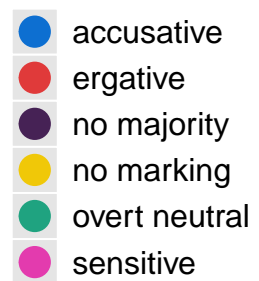 accusative
ergative
no majority
no marking
overt neutral
sensitive